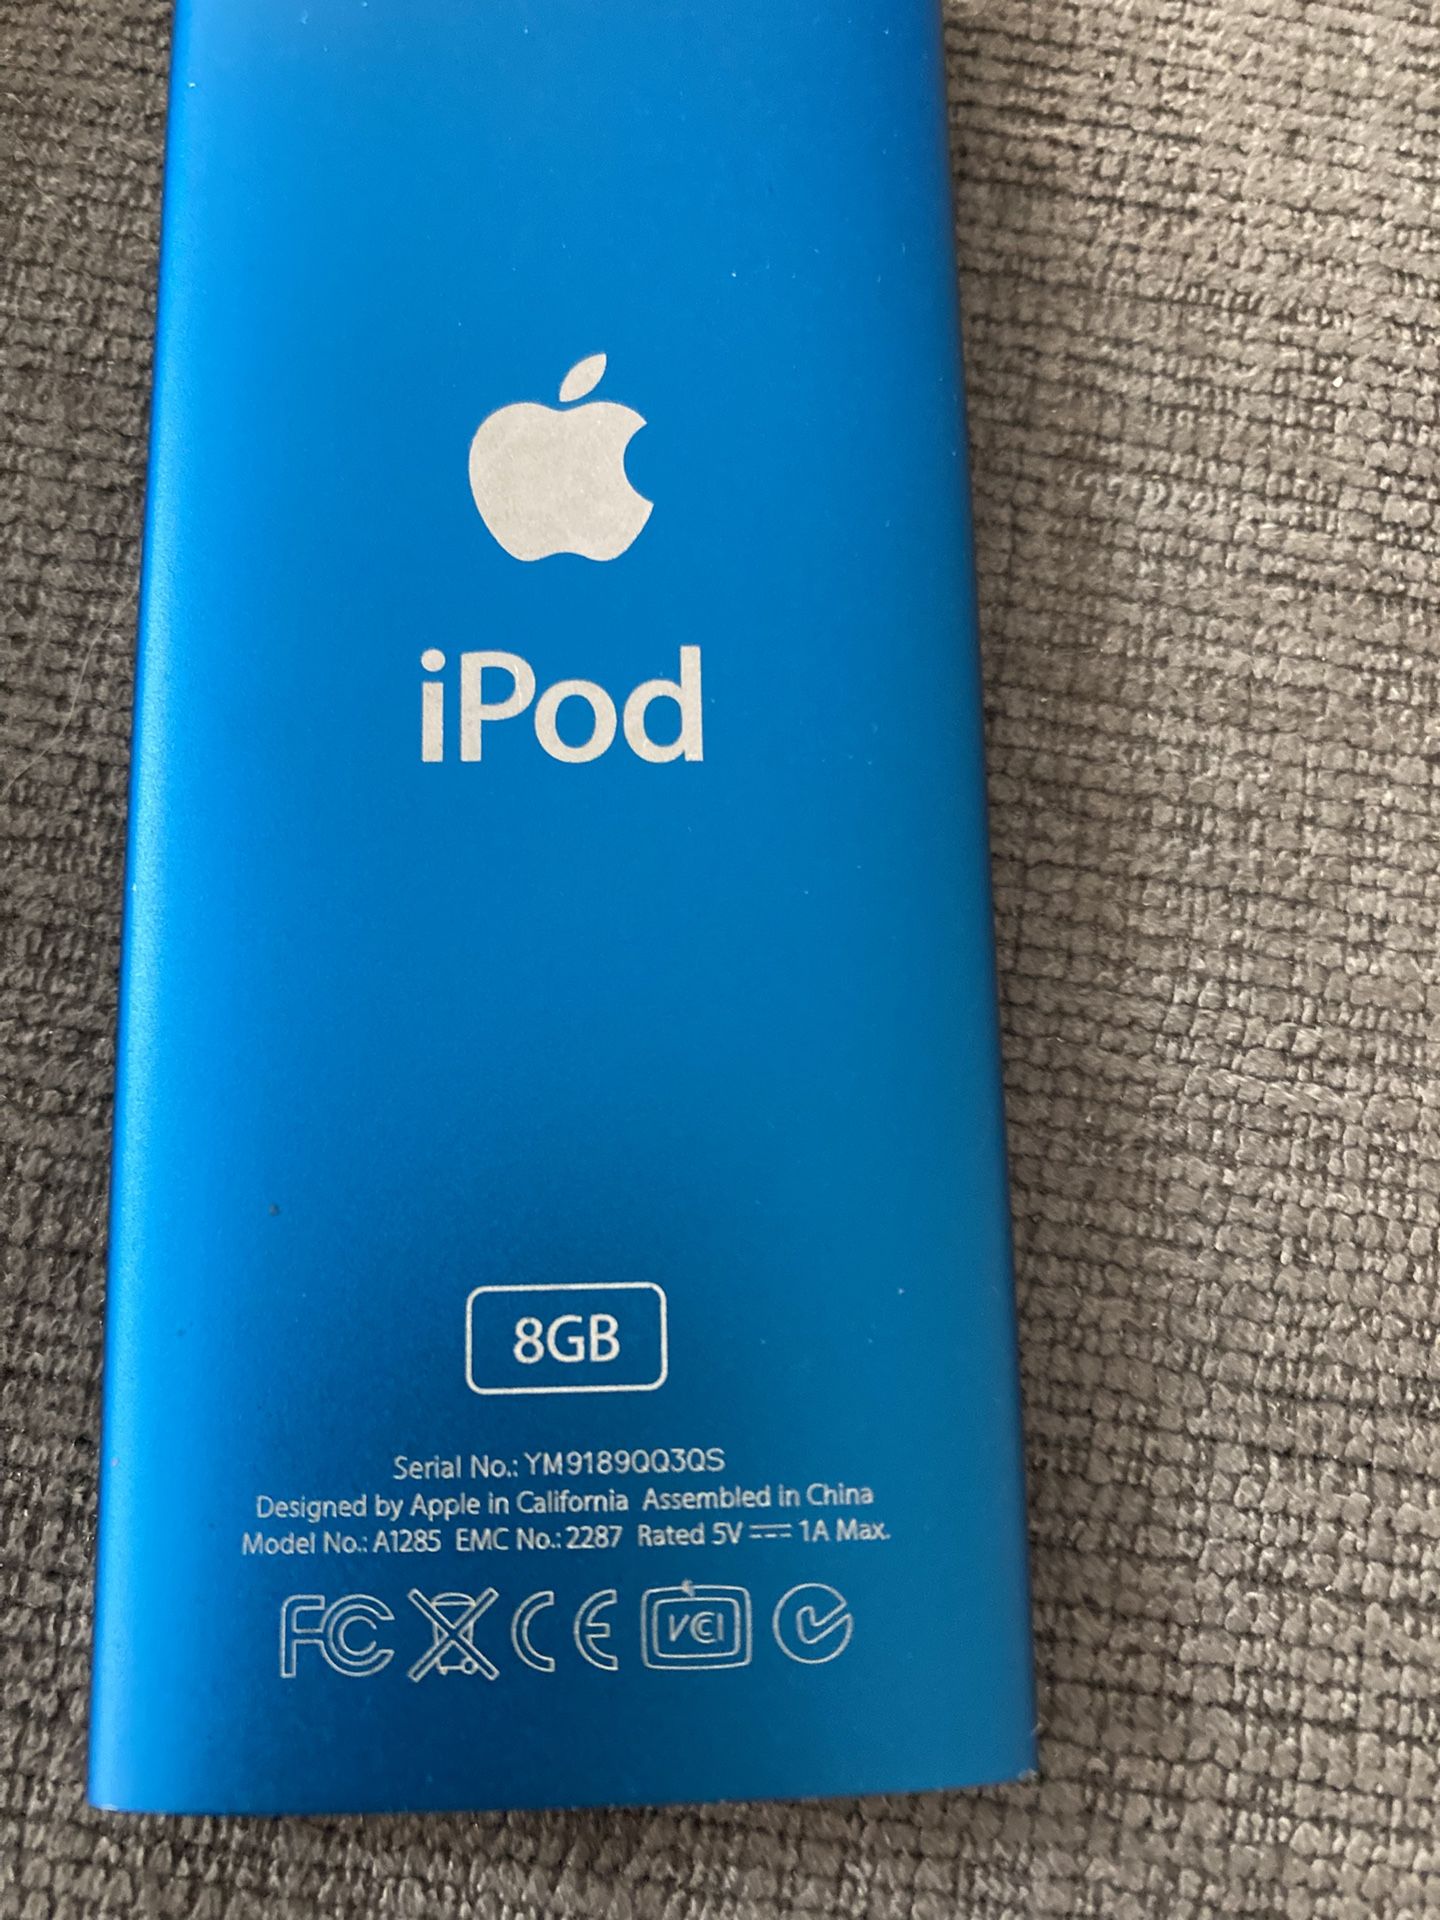 iPod
8GB
Serial No.: YM9189QQ3QS
Designed by Apple in California Assembled in China
Model No.: A1285 EMC No.: 2287 Rated 5V ⎓ 1A Max.
FC CE VCI